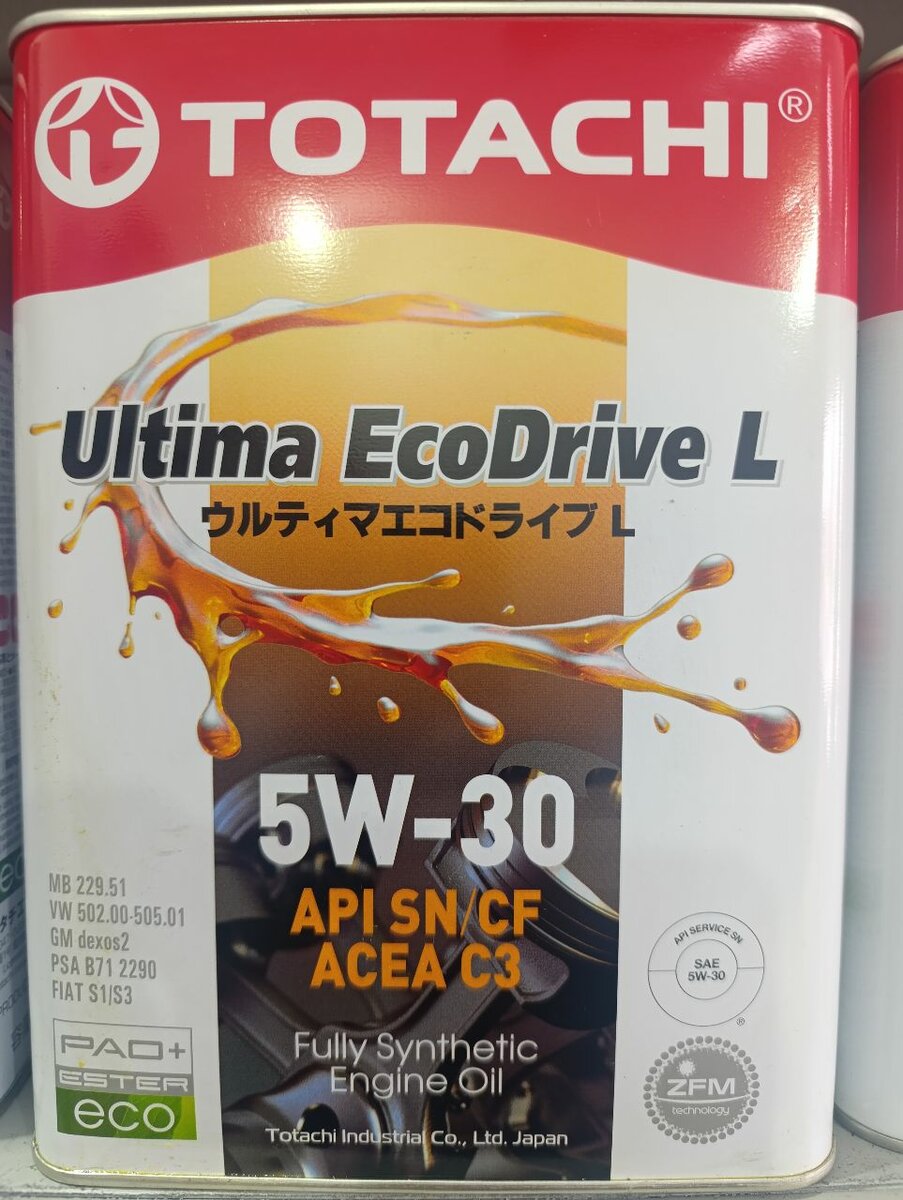 TOTACHI®
Ultima EcoDrive L
ウルティマエコドライブ L
5W-30
API SN/CF
ACEA C3
MB 229.51
VW 502.00-505.01
GM dexos2
PSA B71 2290
FIAT S1/S3
API SERVICE SN
SAE
5W-30
®
PAO+
ESTER
eco
Fully Synthetic
Engine Oil
Totachi Industrial Co., Ltd. Japan
ZFM
technology